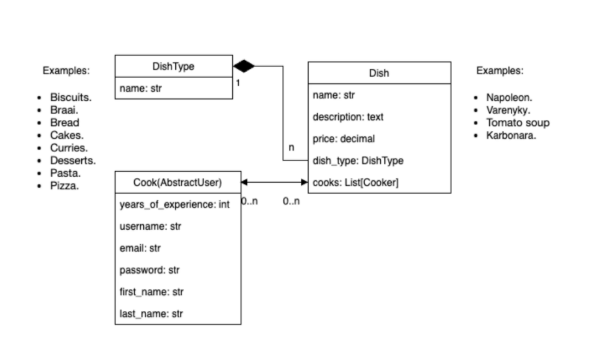 Examples:
• Biscuits.
• Braai.
• Bread
• Cakes.
• Curries.
• Desserts.
• Pasta.
• Pizza.
DishType
name: str
1
n
Dish
name: str
description: text
price: decimal
dish_type: DishType
cooks: List[Cooker]
Examples:
• Napoleon.
• Varenyky.
• Tomato soup
• Karbonara.
Cook(AbstractUser)
years_of_experience: int
username: str
email: str
password: str
first_name: str
last_name: str
0..n
0..n